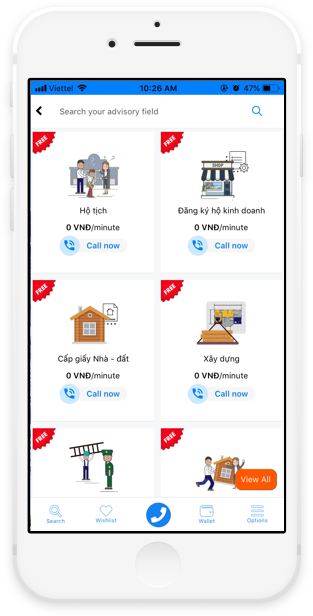 Viettel 10:26 AM 47%
Search your advisory field
FREE
FREE
SHOP
Hộ tịch
Đăng ký hộ kinh doanh
0 VNĐ/minute
0 VNĐ/minute
Call now
Call now
FREE
FREE
Cấp giấy Nhà - đất
Xây dựng
0 VNĐ/minute
0 VNĐ/minute
Call now
Call now
FREE
FREE
View All
Search
Wishlist
Wallet
Options